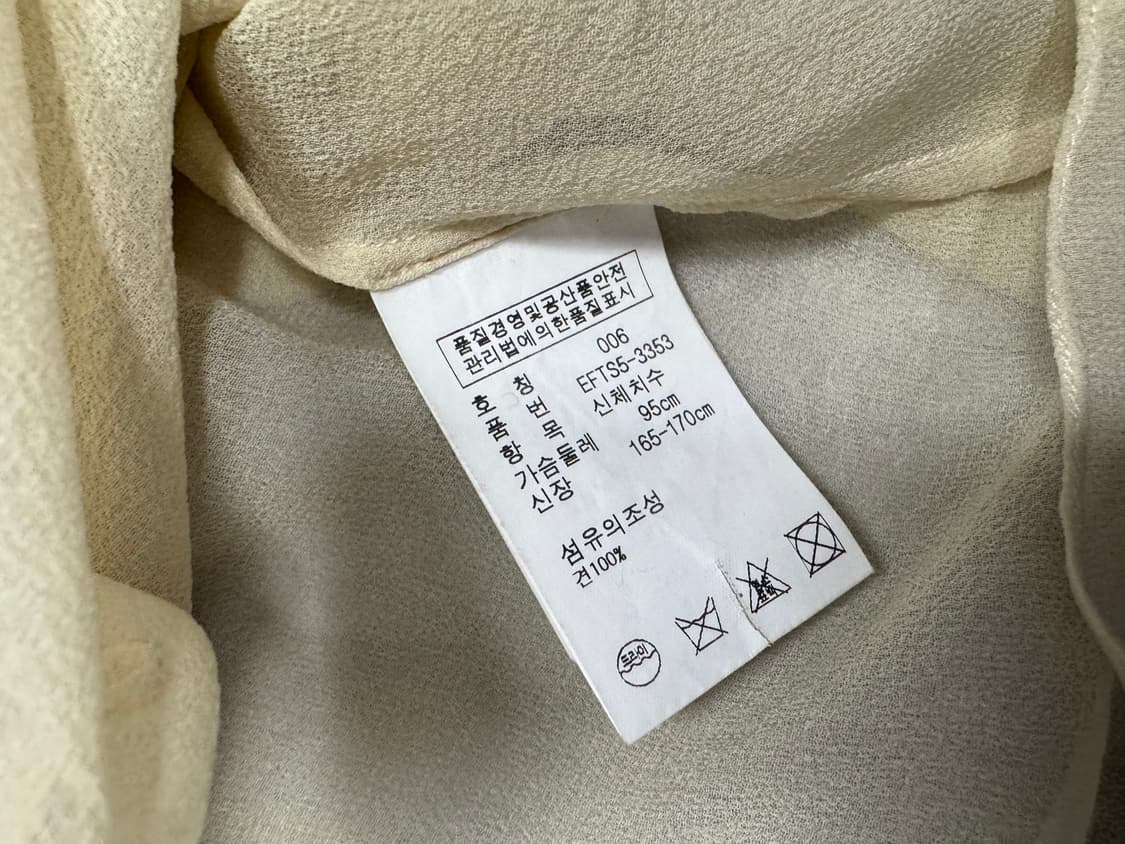 품질경영및공산품안전
관리법에의한품질표시
호 칭 006
품 번 EFTS5-3353
항 목 신체치수
가슴둘레 95cm
신장 165-170cm
섬유의조성
견100%
드라이